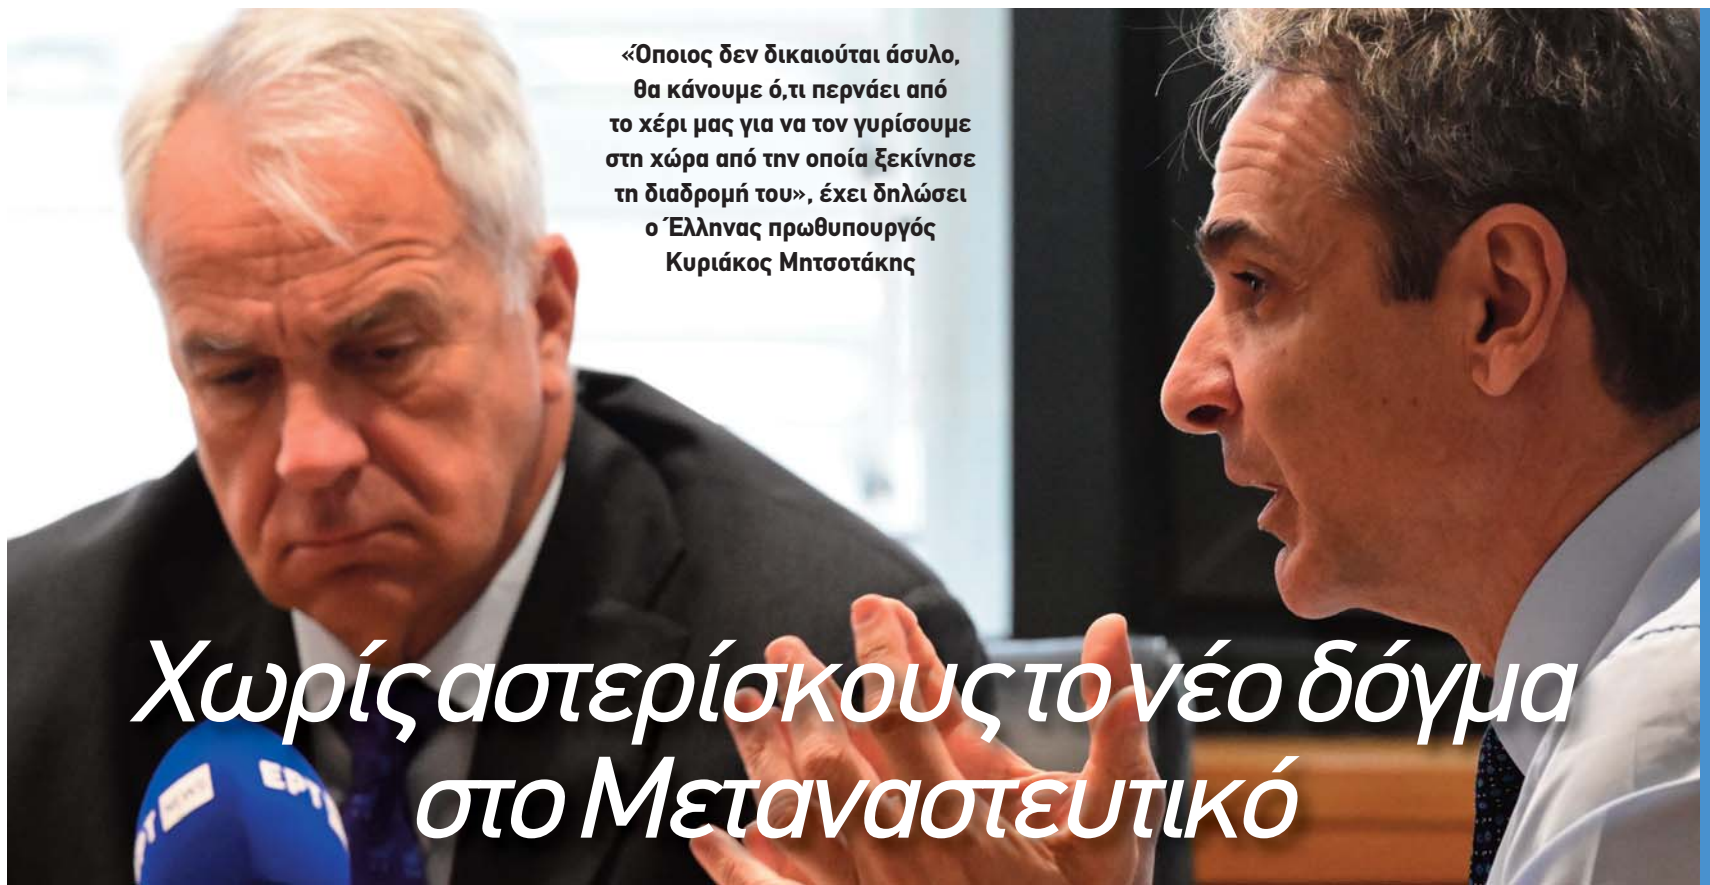 «Όποιος δεν δικαιούται άσυλο,
θα κάνουμε ό,τι περνάει από
το χέρι μας για να τον γυρίσουμε
στη χώρα από την οποία ξεκίνησε
τη διαδρομή του», έχει δηλώσει
ο Έλληνας πρωθυπουργός
Κυριάκος Μητσοτάκης
Χωρίς αστερίσκους το νέο δόγμα
στο Μεταναστευτικό
NEWS
ΕΡΤ